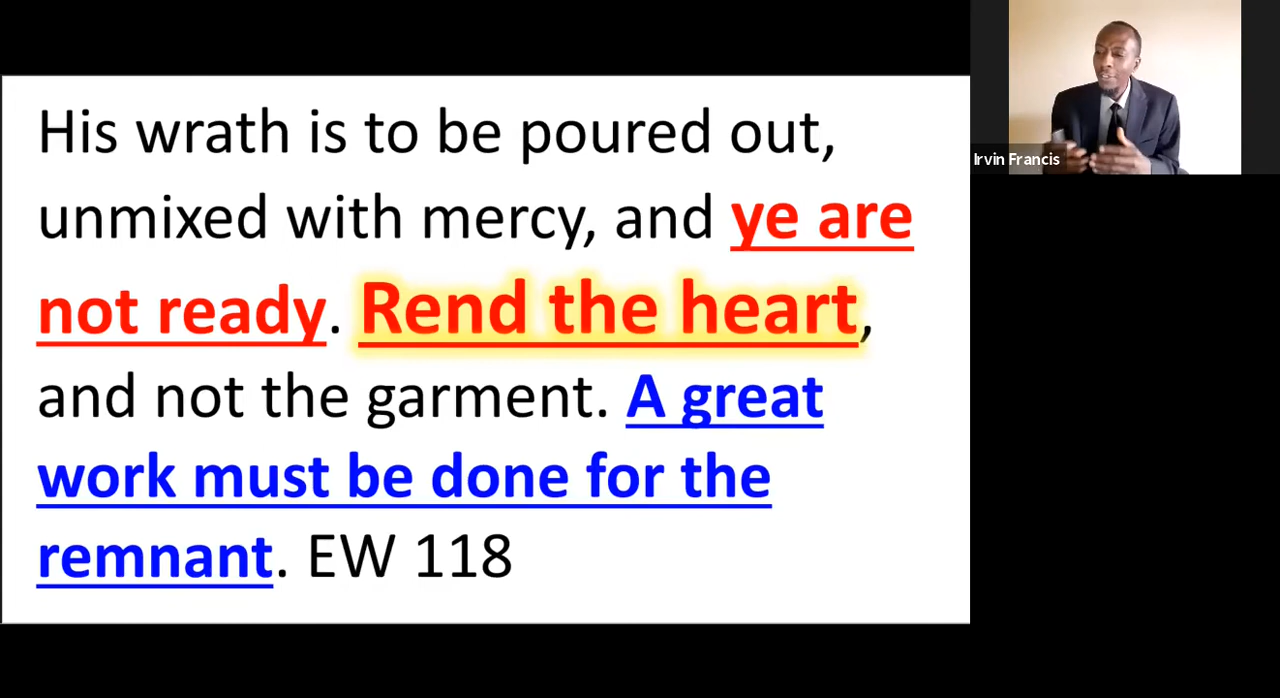 His wrath is to be poured out,
unmixed with mercy, and ye are
not ready. Rend the heart,
and not the garment. A great
work must be done for the
remnant. EW 118
Irvin Francis